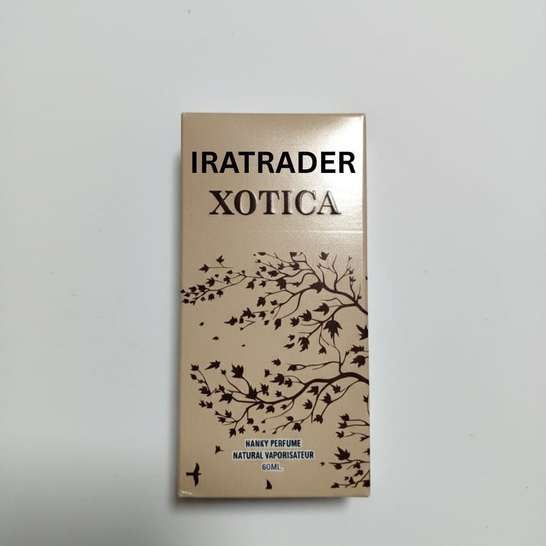 IRATRADER
XOTICA
HANKY PERFUME
NATURAL VAPORISATEUR
60ML.